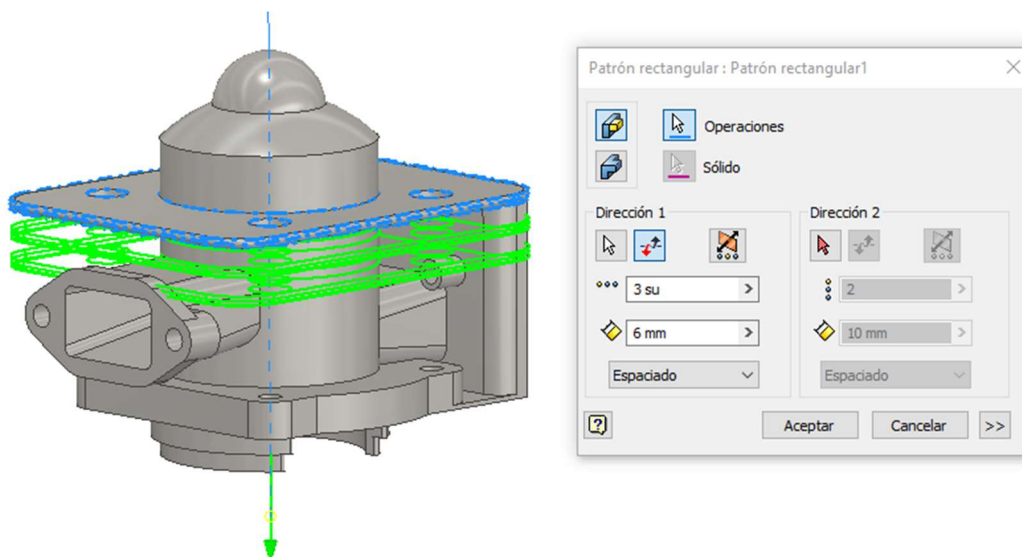 Patrón rectangular : Patrón rectangular1
Operaciones
Sólido
Dirección 1
3 su
6 mm
Espaciado
Dirección 2
2
10 mm
Espaciado
Aceptar
Cancelar
>>